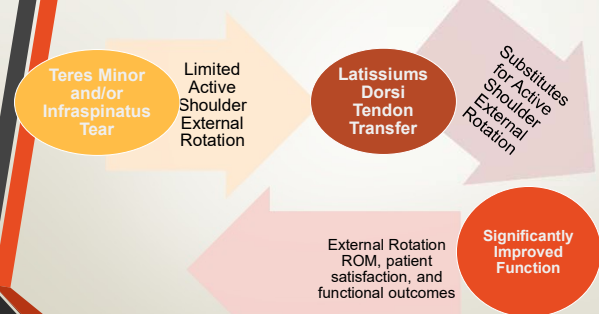 Teres Minor
and/or
Infraspinatus
Tear
Limited
Active
Shoulder
External
Rotation
Latissiums
Dorsi
Tendon
Transfer
Substitutes
for Active
Shoulder
External
Rotation
Significantly
Improved
Function
External Rotation
ROM, patient
satisfaction, and
functional outcomes